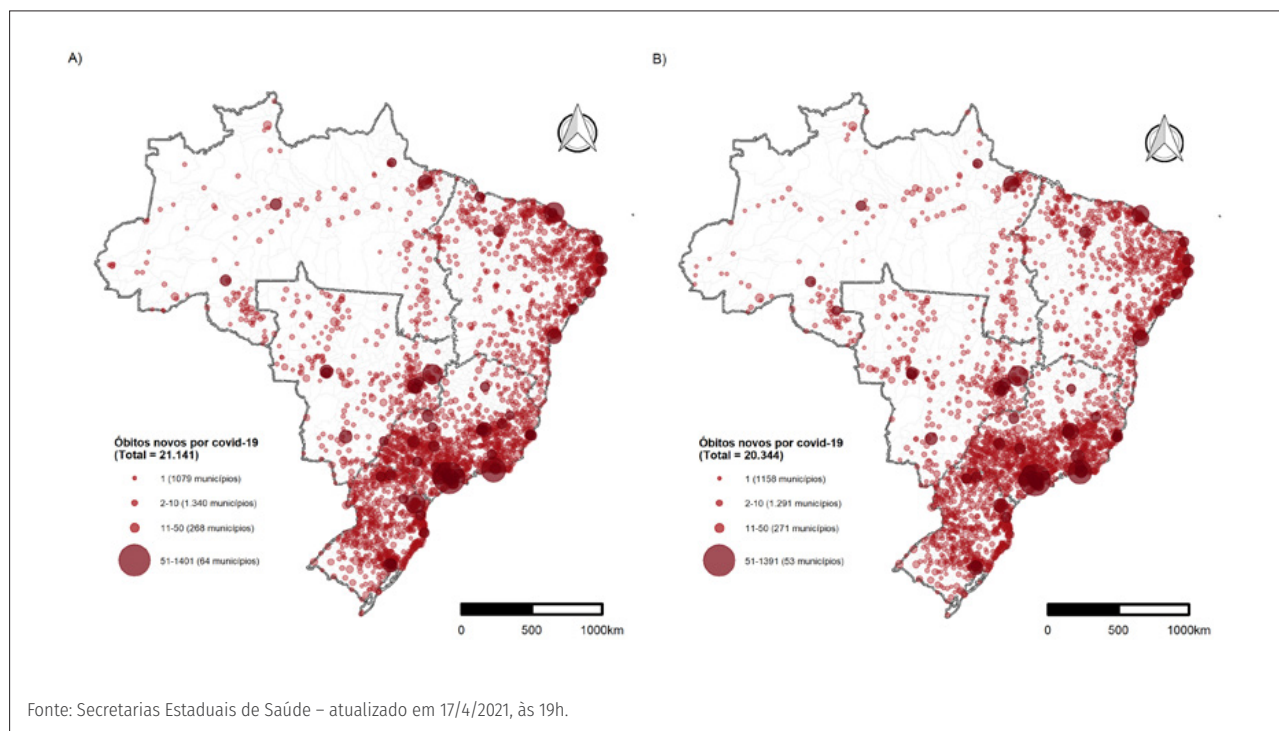 A)
Óbitos novos por covid-19
(Total = 21.141)
1 (1079 municípios)
2-10 (1.340 municípios)
11-50 (268 municípios)
51-1401 (64 municípios)
0 500 1000km
B)
Óbitos novos por covid-19
(Total = 20.344)
1 (1158 municípios)
2-10 (1.291 municípios)
11-50 (271 municípios)
51-1391 (53 municípios)
0 500 1000km
Fonte: Secretarias Estaduais de Saúde – atualizado em 17/4/2021, às 19h.